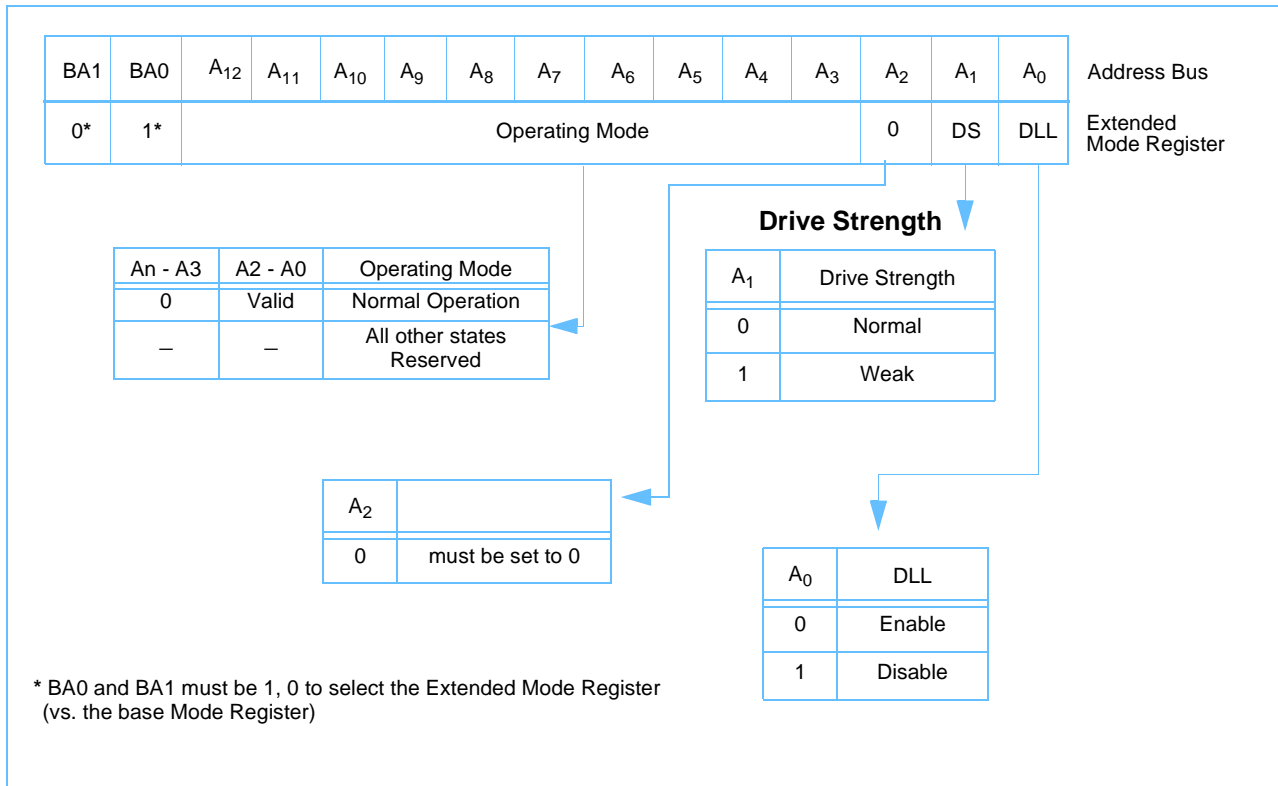 BA1 BA0 A12 A11 A10 A9 A8 A7 A6 A5 A4 A3 A2 A1 A0 Address Bus
0* 1* Operating Mode 0 DS DLL Extended
Mode Register
Drive Strength
An - A3 A2 - A0 Operating Mode
0 Valid Normal Operation
– – All other states
Reserved
A1 Drive Strength
0 Normal
1 Weak
A2
0 must be set to 0
A0 DLL
0 Enable
1 Disable
* BA0 and BA1 must be 1, 0 to select the Extended Mode Register
(vs. the base Mode Register)